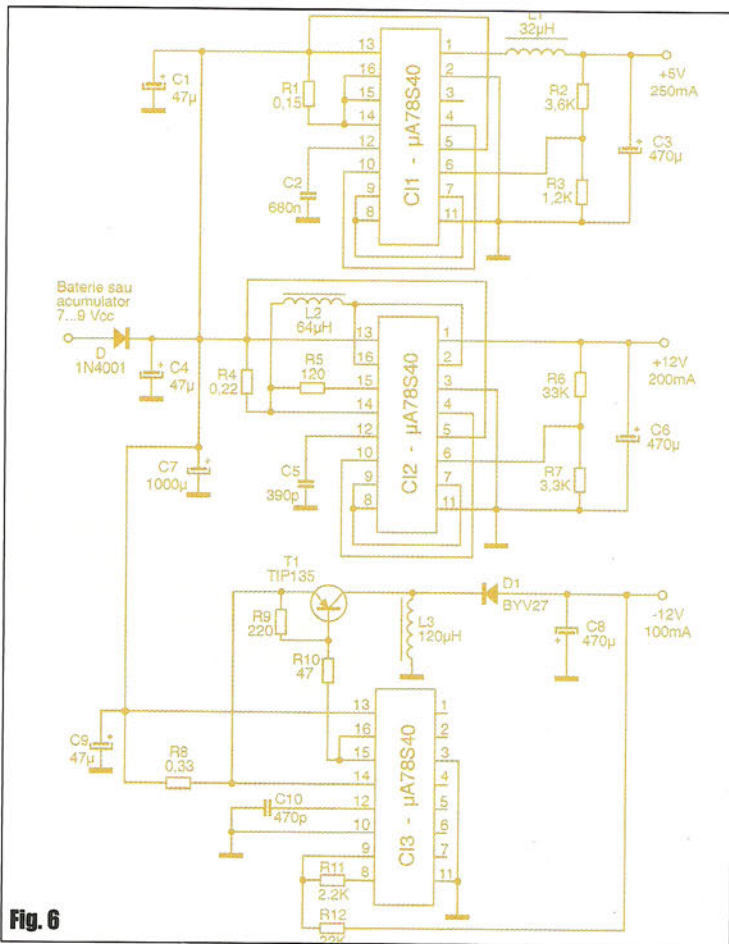 L1
32µH
13
16
15
14
12
10
9
8
CI1 - µA78S40
1
2
3
4
5
6
7
11
C1
47µ
R1
0,15
C2
680n
R2
3,6K
R3
1,2K
C3
470µ
+5V
250mA
Baterie sau
acumulator
7...9 Vcc
D
1N4001
C4
47µ
L2
64µH
R4
0,22
R5
120
13
16
15
14
12
10
9
8
CI2 - µA78S40
1
2
3
4
5
6
7
11
C5
390p
R6
33K
R7
3,3K
C6
470µ
+12V
200mA
C7
1000µ
T1
TIP135
R9
220
R10
47
L3
120µH
D1
BYV27
C8
470µ
-12V
100mA
C9
47µ
R8
0,33
13
16
15
14
12
10
9
8
CI3 - µA78S40
1
2
3
4
5
6
7
11
C10
470p
R11
2.2K
R12
22K
Fig. 6